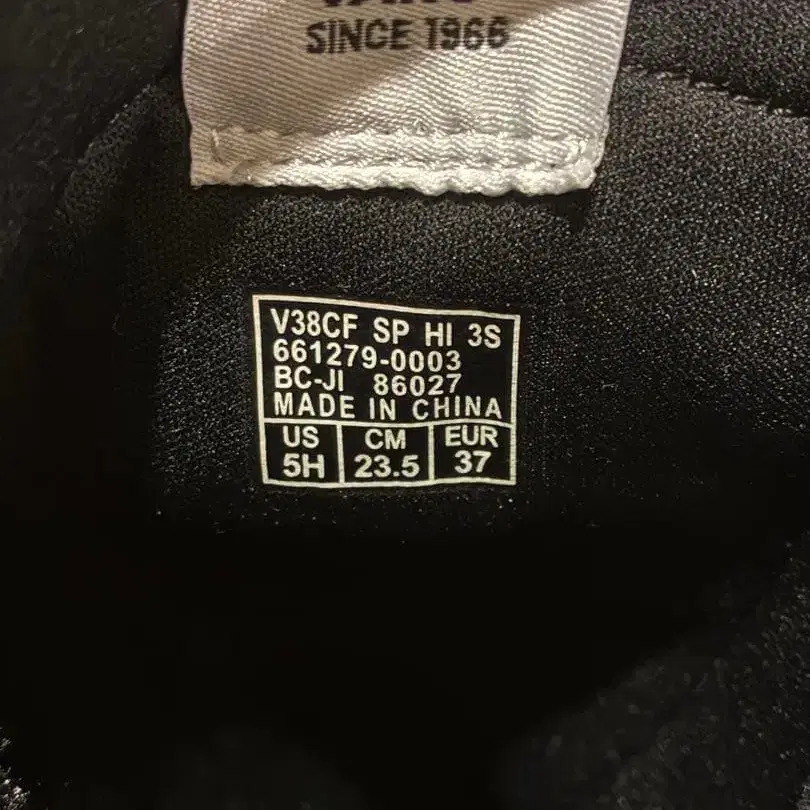 SINCE 1966
V38CF SP HI 3S
661279-0003
BC-JI 86027
MADE IN CHINA
US CM EUR
5H 23.5 37